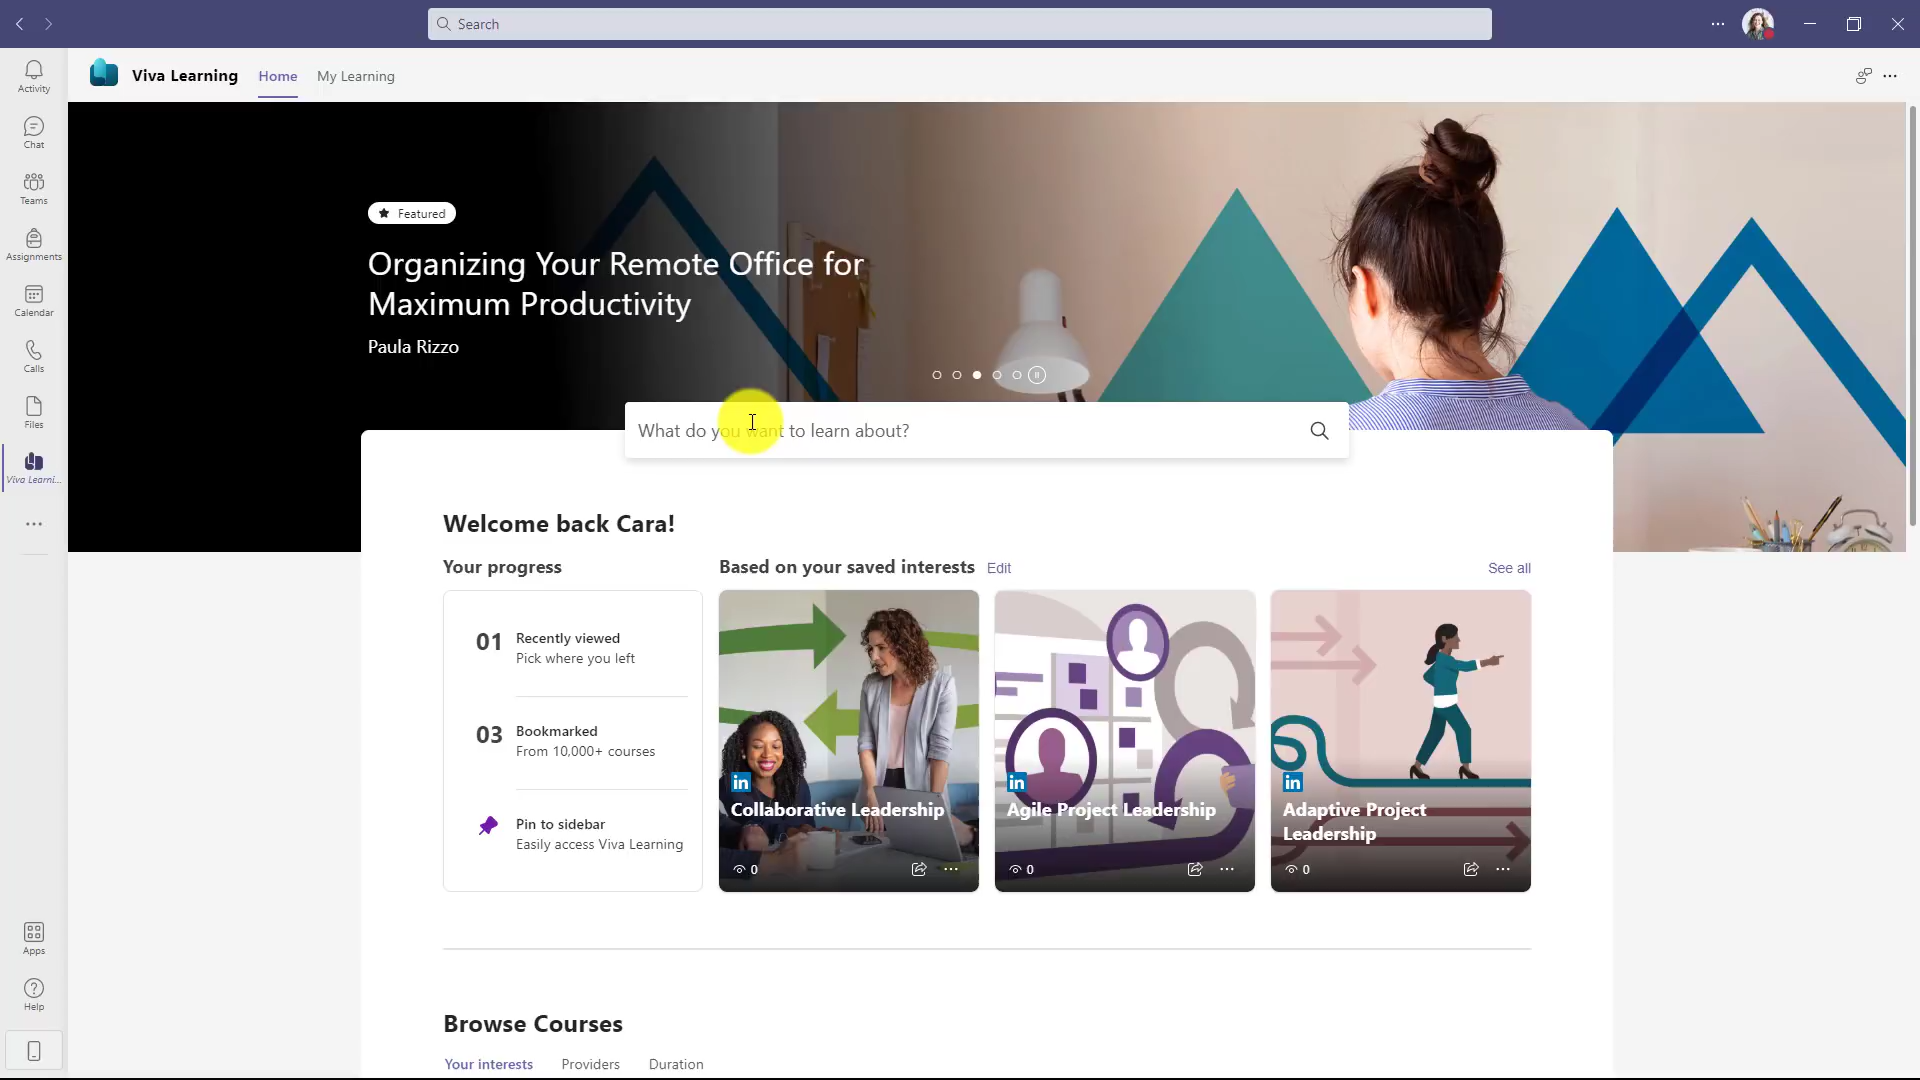 Search
Activity
Chat
Teams
Assignments
Calendar
Calls
Files
Viva Learni...
Apps
Help
Viva Learning
Home
My Learning
Featured
Organizing Your Remote Office for
Maximum Productivity
Paula Rizzo
What do you want to learn about?
Welcome back Cara!
Your progress
01
Recently viewed
Pick where you left
03
Bookmarked
From 10,000+ courses
Pin to sidebar
Easily access Viva Learning
Based on your saved interests
Edit
See all
in
Collaborative Leadership
0
in
Agile Project Leadership
0
in
Adaptive Project
Leadership
0
Browse Courses
Your interests
Providers
Duration